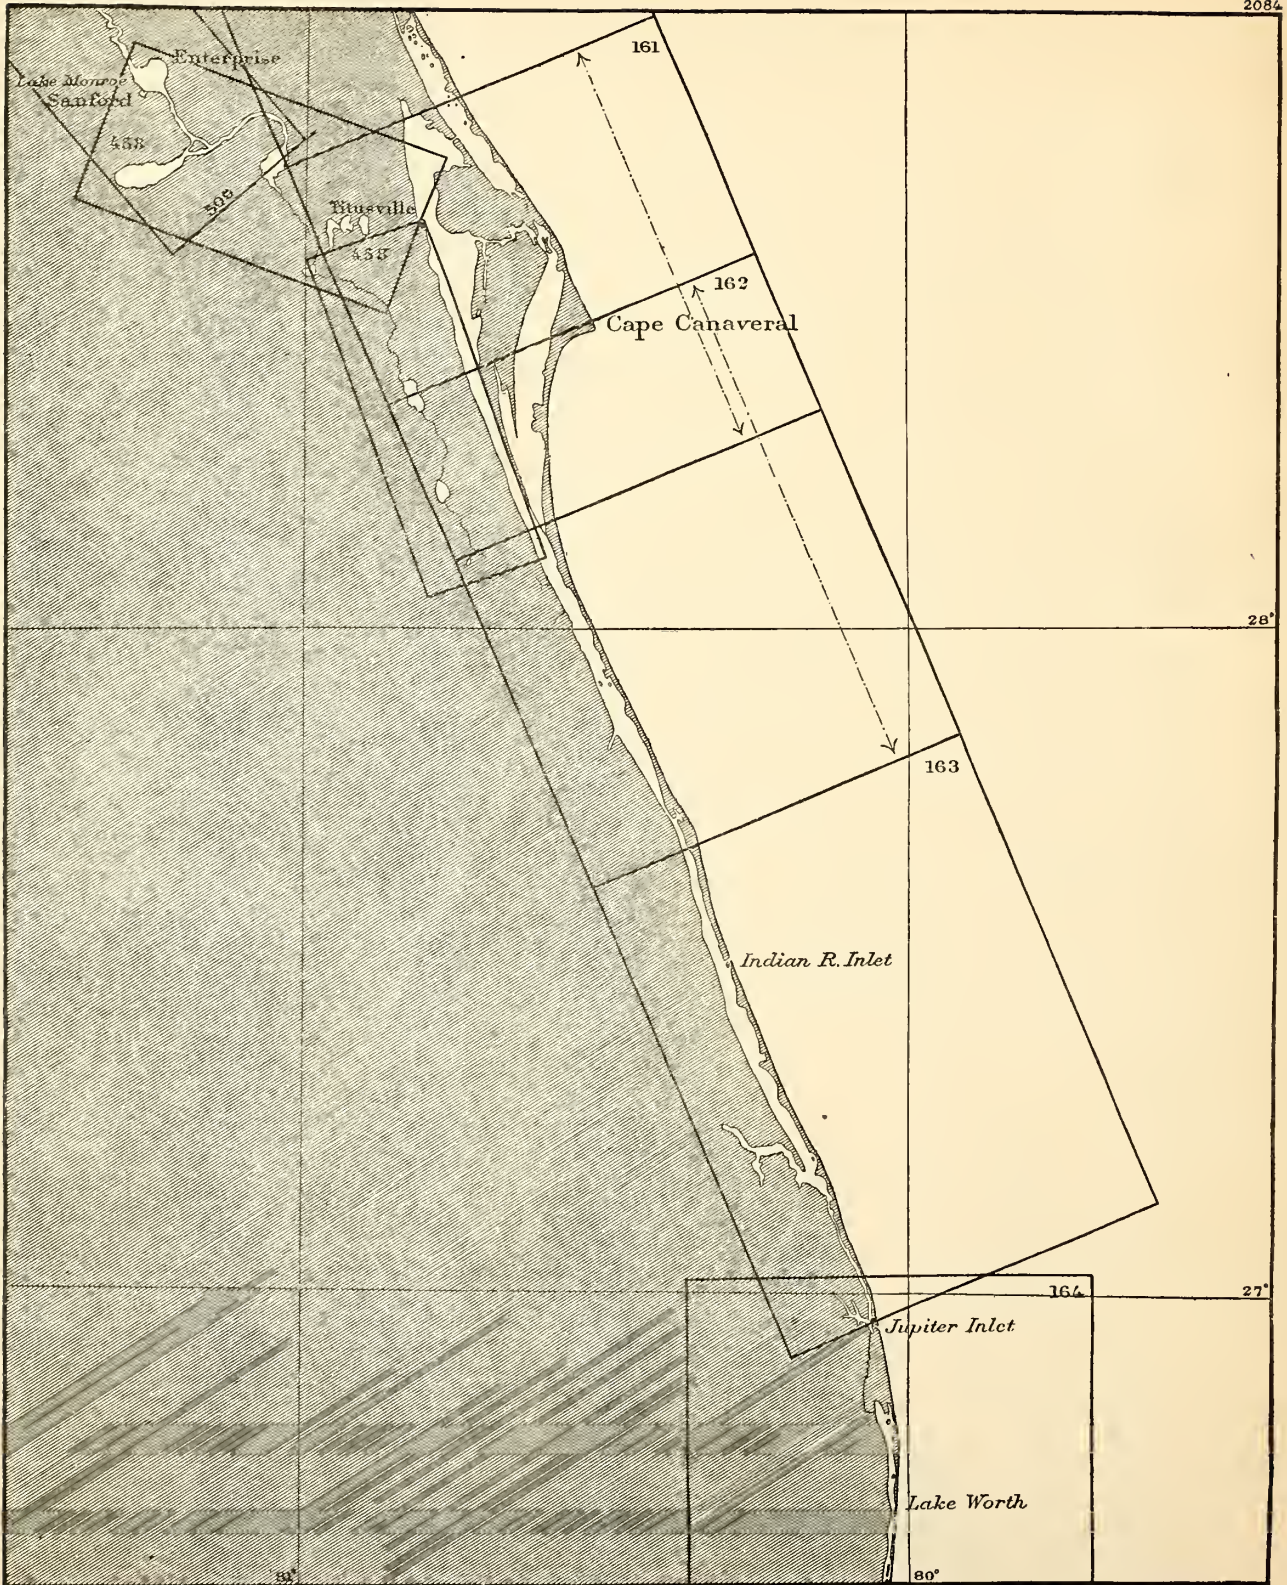 2084
161
Enterprise
Lake Monroe
Sanford
458
506
Titusville
458
162
Cape Canaveral
28°
163
Indian R. Inlet
27°
164
Jupiter Inlet
Lake Worth
81°
80°